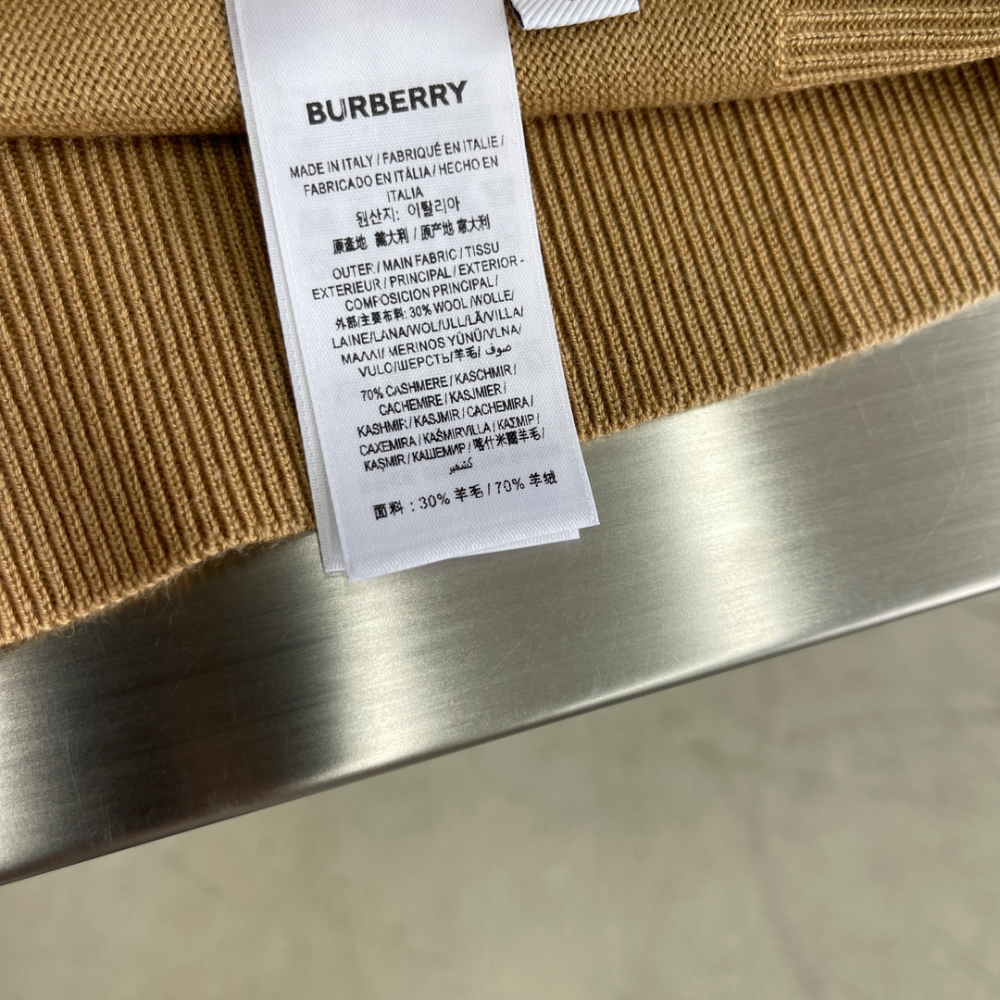 BURBERRY
MADE IN ITALY / FABRIQUÉ EN ITALIE /
FABRICADO EN ITÁLIA / HECHO EN
ITALIA
원산지: 이탈리아
原產地 義大利 / 原产地 意大利
OUTER / MAIN FABRIC / TISSU
EXTERIEUR / PRINCIPAL / EXTERIOR -
COMPOSICION PRINCIPAL /
外部/主要布料: 30% WOOL /WOLLE/
LAINE/LANA/WOL/ULL/LÃ/VILLA/
ΜΑΛΛΙ/ MERINOS YÜNÜ/VLNA/
VULO/ШЕРСТЬ/羊毛/ صوف
70% CASHMERE / KASCHMIR /
CACHEMIRE / KASJMIER /
KASHMIR / KASJMIR / CACHEMIRA /
CAXEMIRA / KAŠMIRVILLA / ΚΑΣΜΙΡ /
KAŞMIR / КАШЕМИР / 喀什米爾羊毛 /
كشمير
面料 : 30% 羊毛 / 70% 羊绒